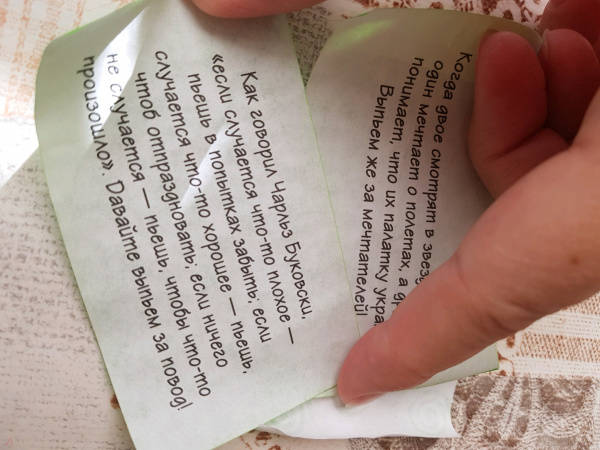 Как говорил Чарльз Буковски,
«если случается что-то плохое —
пьешь в попытках забыть; если
случается что-то хорошее — пьешь,
чтоб отпраздновать; если ничего
не случается — пьешь, чтобы что-то
произошло». Давайте выпьем за повод!
Когда двое смотрят в
один мечтает о полетах, а
понимает, что их палатку
Выпьем же за мечтателей!